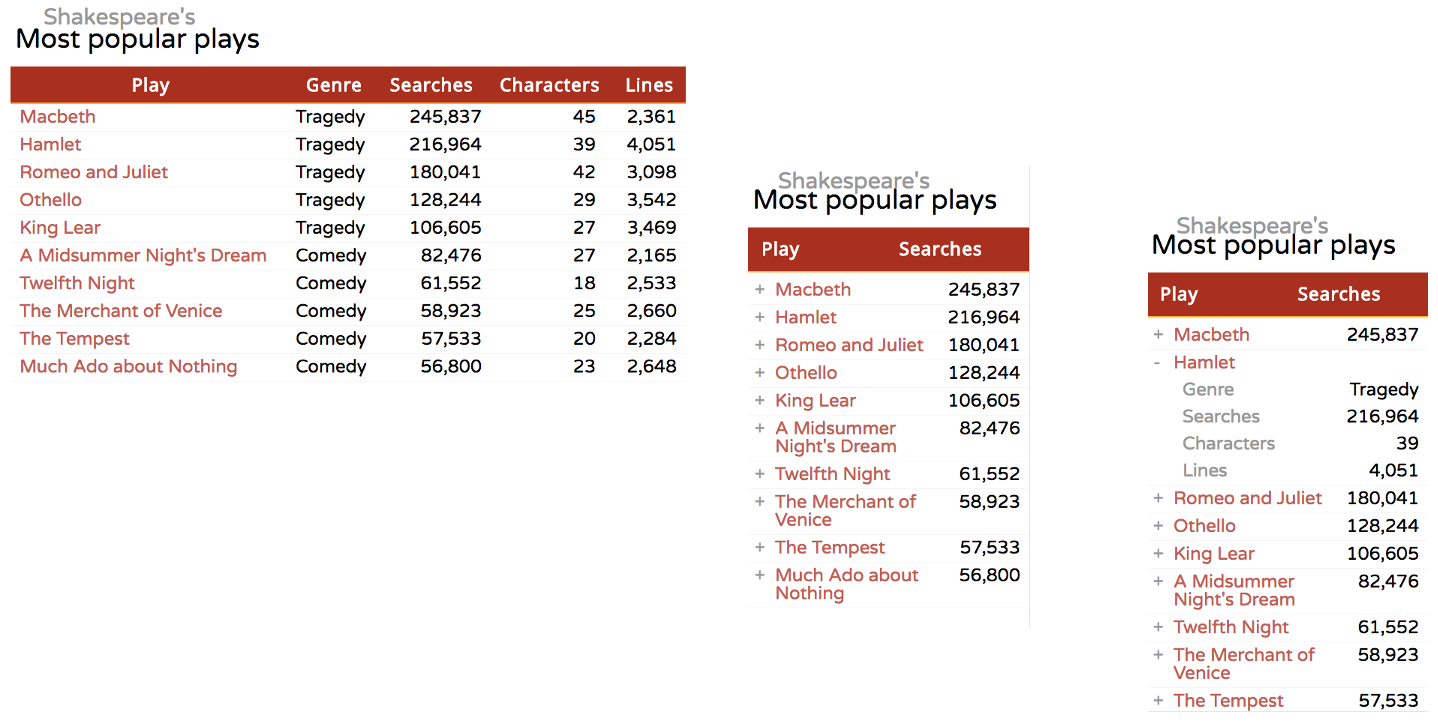 Shakespeare's
Most popular plays
Play Genre Searches Characters Lines
Macbeth Tragedy 245,837 45 2,361
Hamlet Tragedy 216,964 39 4,051
Romeo and Juliet Tragedy 180,041 42 3,098
Othello Tragedy 128,244 29 3,542
King Lear Tragedy 106,605 27 3,469
A Midsummer Night's Dream Comedy 82,476 27 2,165
Twelfth Night Comedy 61,552 18 2,533
The Merchant of Venice Comedy 58,923 25 2,660
The Tempest Comedy 57,533 20 2,284
Much Ado about Nothing Comedy 56,800 23 2,648
Shakespeare's
Most popular plays
Play Searches
+ Macbeth 245,837
+ Hamlet 216,964
+ Romeo and Juliet 180,041
+ Othello 128,244
+ King Lear 106,605
+ A Midsummer 82,476
Night's Dream
+ Twelfth Night 61,552
+ The Merchant of 58,923
Venice
+ The Tempest 57,533
+ Much Ado about 56,800
Nothing
Shakespeare's
Most popular plays
Play Searches
+ Macbeth 245,837
- Hamlet
Genre Tragedy
Searches 216,964
Characters 39
Lines 4,051
+ Romeo and Juliet 180,041
+ Othello 128,244
+ King Lear 106,605
+ A Midsummer 82,476
Night's Dream
+ Twelfth Night 61,552
+ The Merchant of 58,923
Venice
+ The Tempest 57,533